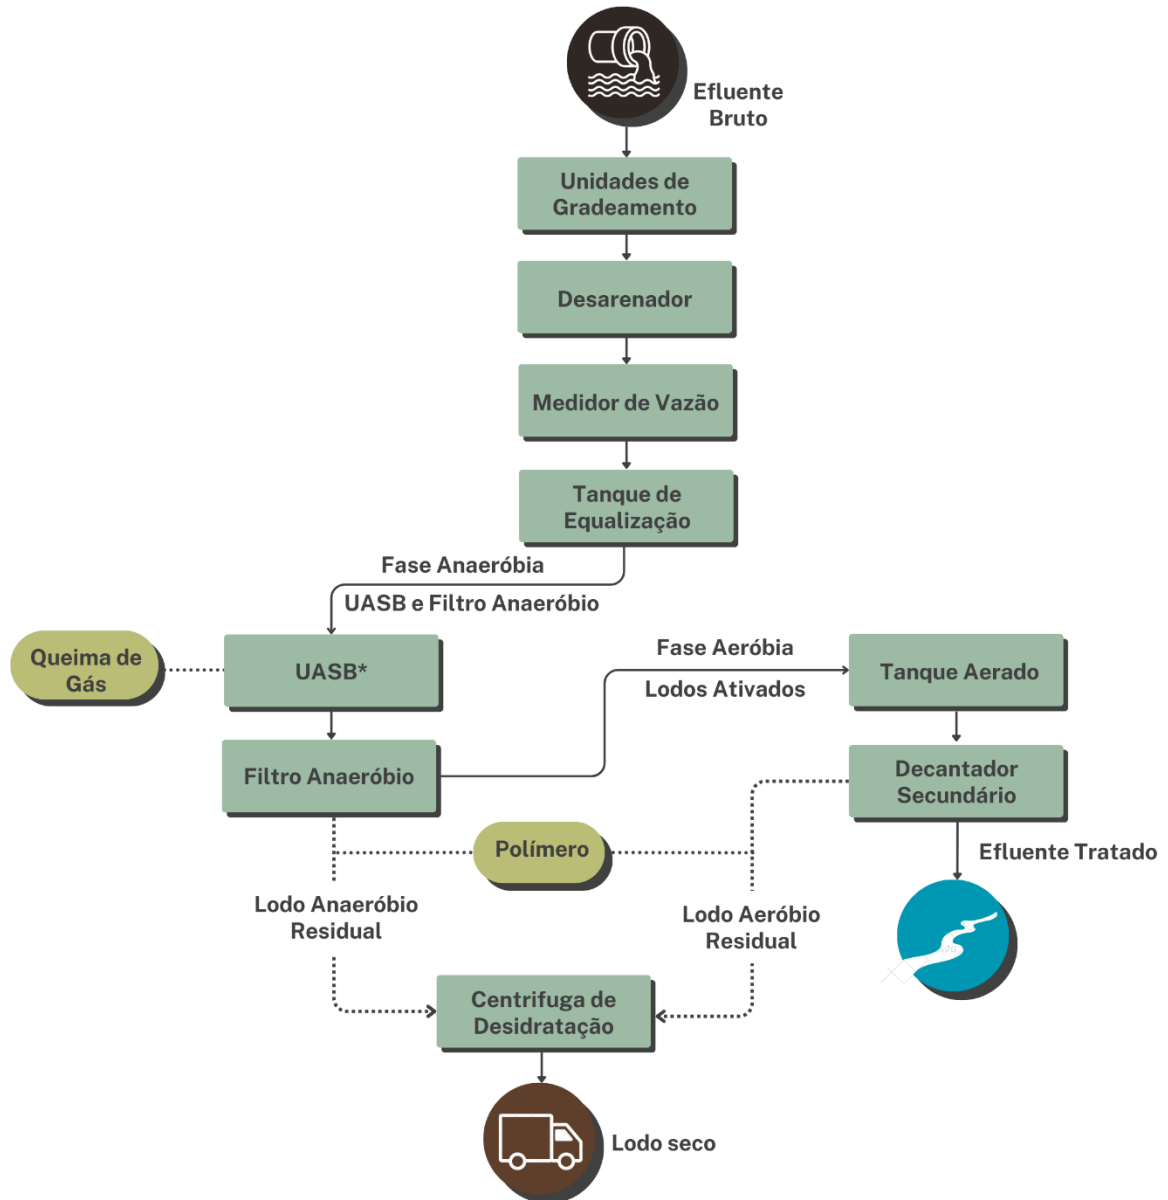 Efluente
Bruto
Unidades de
Gradeamento
Desarenador
Medidor de Vazão
Tanque de
Equalização
Fase Anaeróbia
UASB e Filtro Anaeróbio
Queima de
Gás
UASB*
Fase Aeróbia
Lodos Ativados
Tanque Aerado
Filtro Anaeróbio
Decantador
Secundário
Polímero
Efluente Tratado
Lodo Anaeróbio
Residual
Lodo Aeróbio
Residual
Centrifuga de
Desidratação
Lodo seco